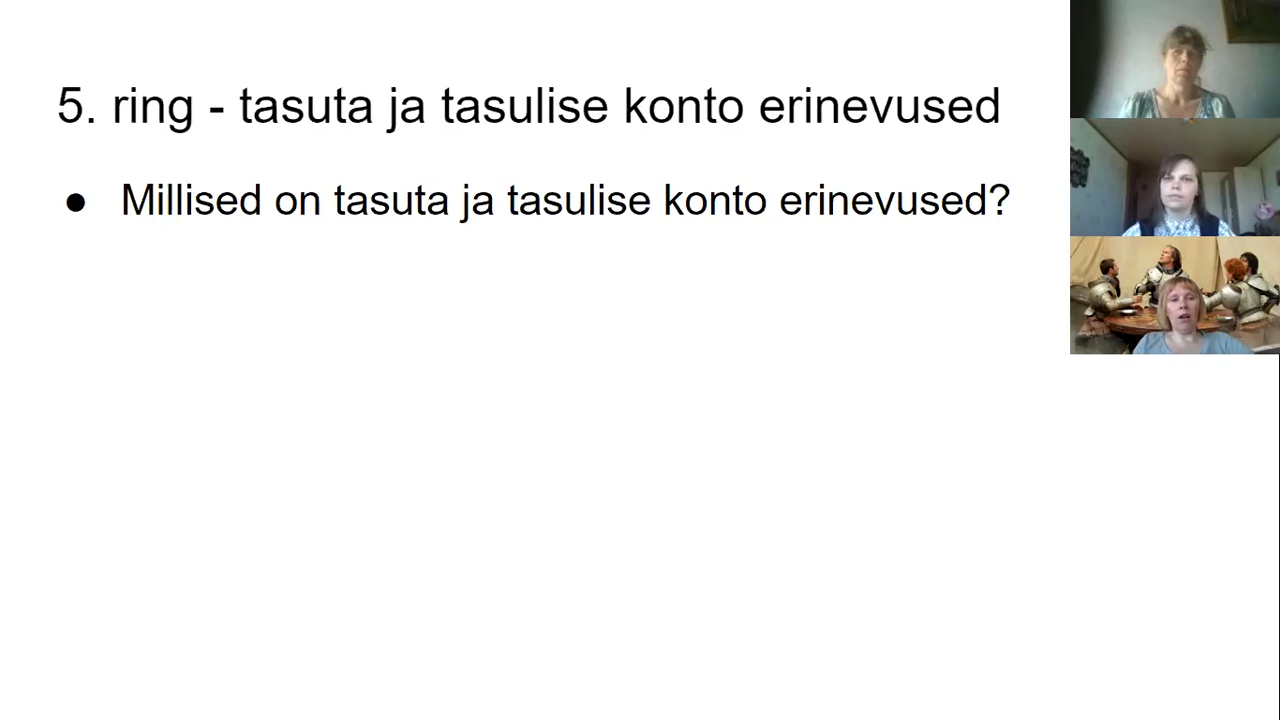 5. ring - tasuta ja tasulise konto erinevused
● Millised on tasuta ja tasulise konto erinevused?